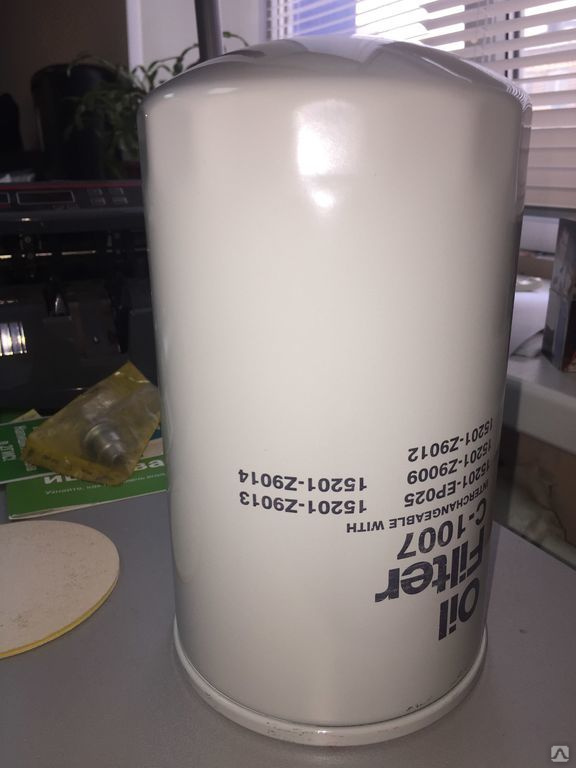 Oil
Filter
C-1007
INTERCHANGEABLE WITH
15201-EP025 15201-Z9013
15201-Z9009 15201-Z9014
15201-Z9012